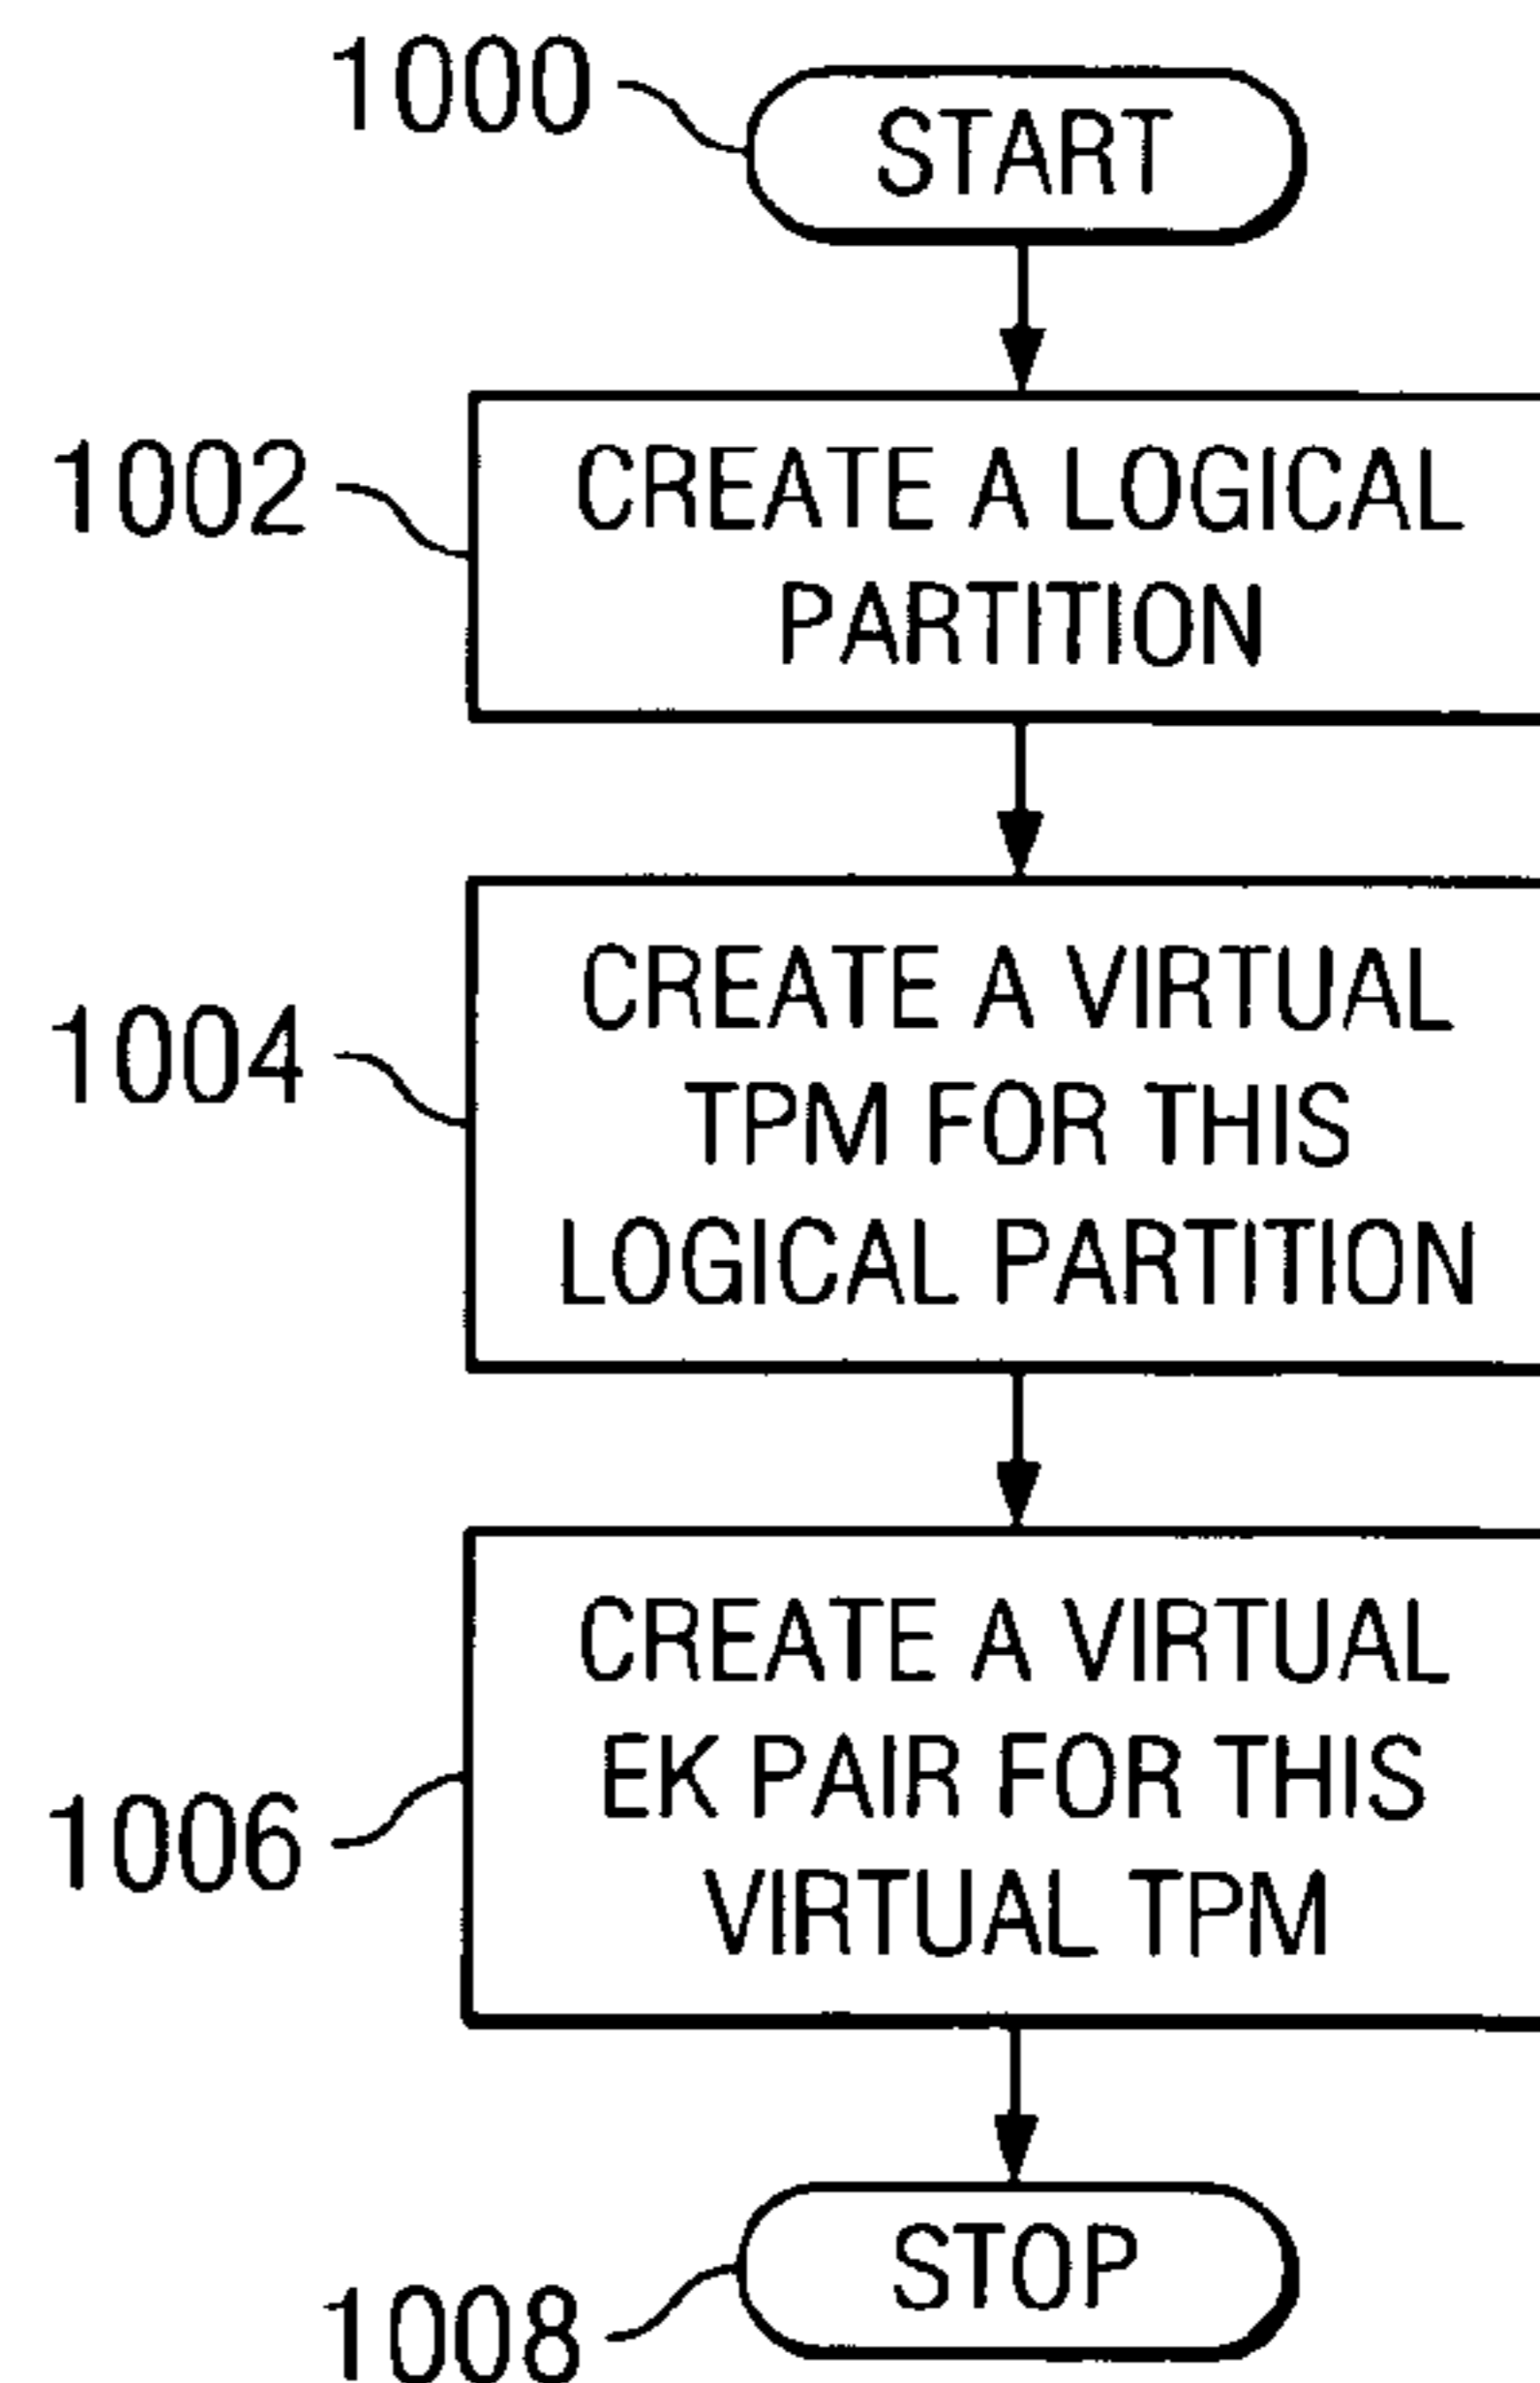 1000
START
1002
CREATE A LOGICAL
PARTITION
1004
CREATE A VIRTUAL
TPM FOR THIS
LOGICAL PARTITION
1006
CREATE A VIRTUAL
EK PAIR FOR THIS
VIRTUAL TPM
1008
STOP